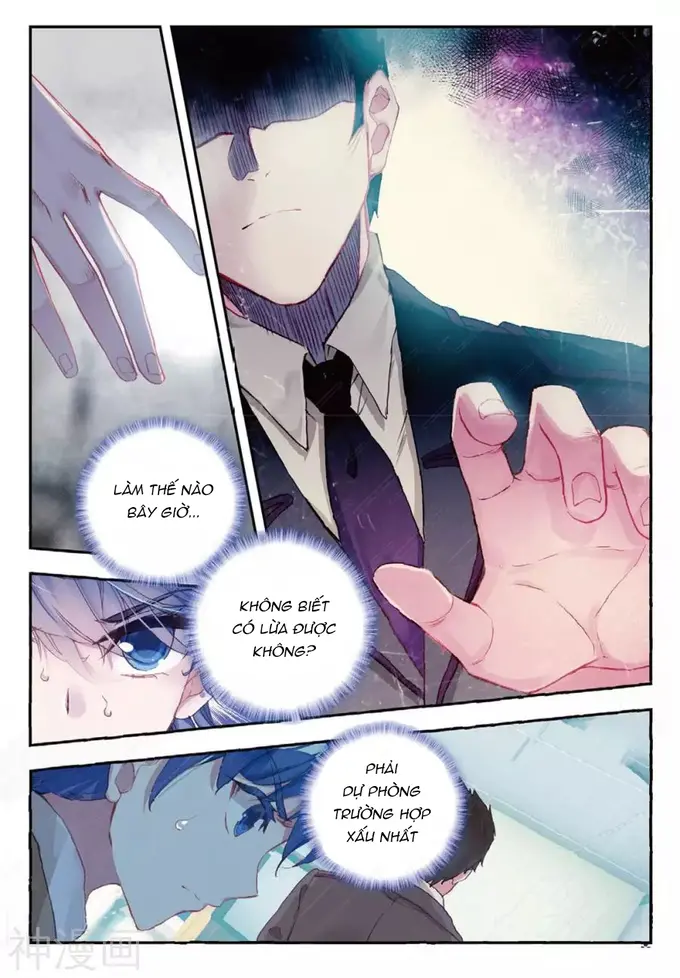 LÀM THẾ NÀO
BÂY GIỜ...
KHÔNG BIẾT
CÓ LỪA ĐƯỢC
KHÔNG?
PHẢI
DỰ PHÒNG
TRƯỜNG HỢP
XẤU NHẤT
神漫画